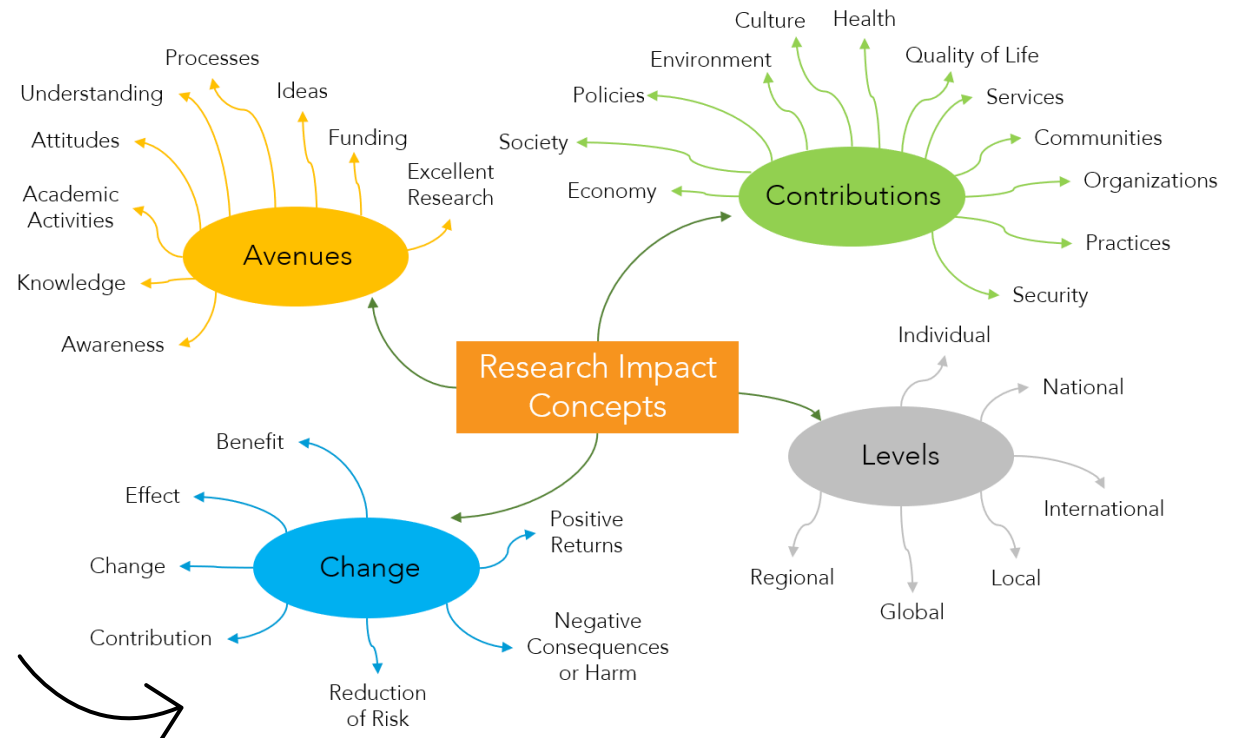 Research Impact
Concepts
Avenues
Processes
Understanding
Ideas
Attitudes
Funding
Excellent
Research
Academic
Activities
Knowledge
Awareness
Contributions
Culture
Health
Environment
Quality of Life
Policies
Services
Society
Communities
Economy
Organizations
Practices
Security
Levels
Individual
National
International
Regional
Local
Global
Change
Benefit
Effect
Positive
Returns
Change
Contribution
Negative
Consequences
or Harm
Reduction
of Risk